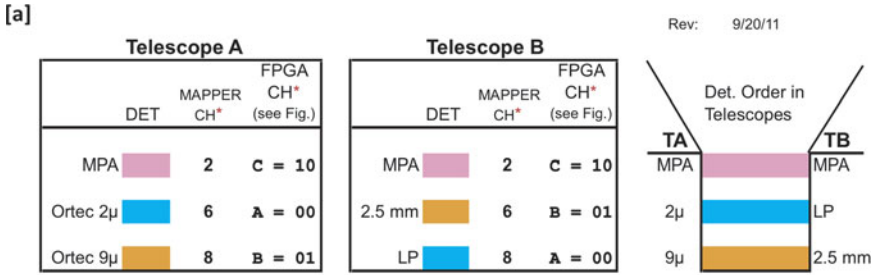 [a]
Rev: 9/20/11
Telescope A
DET MAPPER CH* FPGA CH* (see Fig.)
MPA 2 C = 10
Ortec 2µ 6 A = 00
Ortec 9µ 8 B = 01
Telescope B
DET MAPPER CH* FPGA CH* (see Fig.)
MPA 2 C = 10
2.5 mm 6 B = 01
LP 8 A = 00
Det. Order in
Telescopes
TA TB
MPA MPA
2µ LP
9µ 2.5 mm